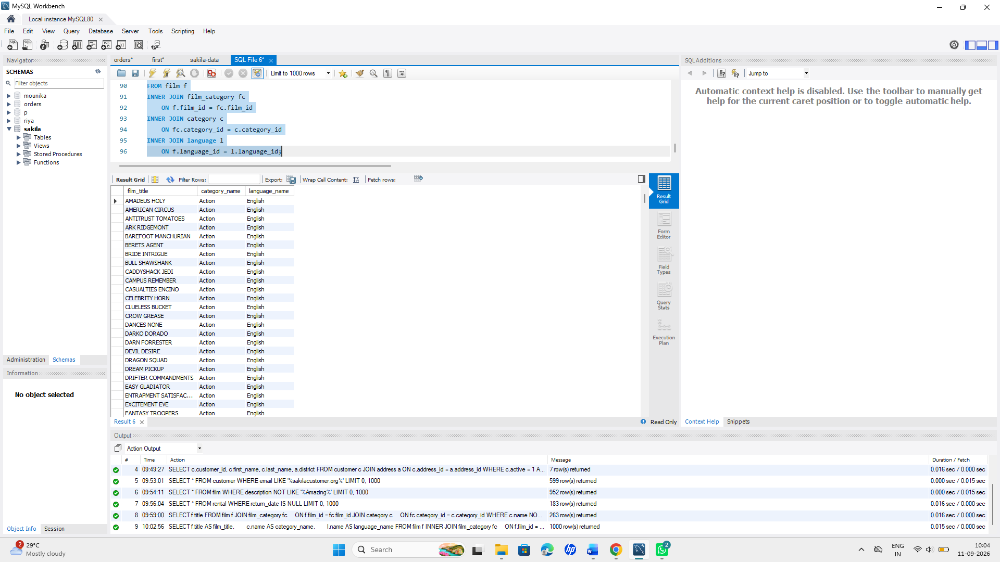 MySQL Workbench
Local instance MySQL80
File Edit View Query Database Server Tools Scripting Help
Navigator
SCHEMAS
Filter objects
mounika
orders
p
riya
sakila
Tables
Views
Stored Procedures
Functions
Administration Schemas
Information
No object selected
Object Info Session
orders* first* sakila-data SQL File 6*
Limit to 1000 rows
90 FROM film f
91 INNER JOIN film_category fc
92 ON f.film_id = fc.film_id
93 INNER JOIN category c
94 ON fc.category_id = c.category_id
95 INNER JOIN language l
96 ON f.language_id = l.language_id;
Result Grid Filter Rows: Export: Wrap Cell Content: Fetch rows:
film_title category_name language_name
AMADEUS HOLY Action English
AMERICAN CIRCUS Action English
ANTITRUST TOMATOES Action English
ARK RIDGEMONT Action English
BAREFOOT MANCHURIAN Action English
BERETS AGENT Action English
BRIDE INTRIGUE Action English
BULL SHAWSHANK Action English
CADDYSHACK JEDI Action English
CAMPUS REMEMBER Action English
CASUALTIES ENCINO Action English
CELEBRITY HORN Action English
CLUELESS BUCKET Action English
CROW GREASE Action English
DANCES NONE Action English
DARKO DORADO Action English
DARN FORRESTER Action English
DEVIL DESIRE Action English
DRAGON SQUAD Action English
DREAM PICKUP Action English
DRIFTER COMMANDMENTS Action English
EASY GLADIATOR Action English
ENTRAPMENT SATISFAC... Action English
EXCITEMENT EVE Action English
FANTASY TROOPERS Action English
Result 6
Read Only
Result
Grid
Form
Editor
Field
Types
Query
Stats
Execution
Plan
SQLAdditions
Jump to
Automatic context help is disabled. Use the toolbar to manually get
help for the current caret position or to toggle automatic help.
Context Help Snippets
Output
Action Output
# Time Action Message Duration / Fetch
4 09:49:27 SELECT c.customer_id, c.first_name, c.last_name, a.district FROM customer c JOIN address a ON c.address_id = a.address_id WHERE c.active = 1 A... 7 row(s) returned 0.016 sec / 0.000 sec
5 09:53:01 SELECT * FROM customer WHERE email LIKE '%sakilacustomer.org%' LIMIT 0, 1000 599 row(s) returned 0.000 sec / 0.015 sec
6 09:54:11 SELECT * FROM film WHERE description NOT LIKE '%Amazing%' LIMIT 0, 1000 952 row(s) returned 0.000 sec / 0.015 sec
7 09:56:04 SELECT * FROM rental WHERE return_date IS NULL LIMIT 0, 1000 183 row(s) returned 0.016 sec / 0.000 sec
8 09:59:00 SELECT f.title FROM film f JOIN film_category fc ON f.film_id = fc.film_id JOIN category c ON fc.category_id = c.category_id WHERE c.name NO... 263 row(s) returned 0.016 sec / 0.000 sec
9 10:02:56 SELECT f.title AS film_title, c.name AS category_name, l.name AS language_name FROM film f INNER JOIN film_category fc ON f.film_id = ... 1000 row(s) returned 0.015 sec / 0.000 sec
2
29°C
Mostly cloudy
Search
hp
W
2
ENG
IN
10:04
11-09-2026